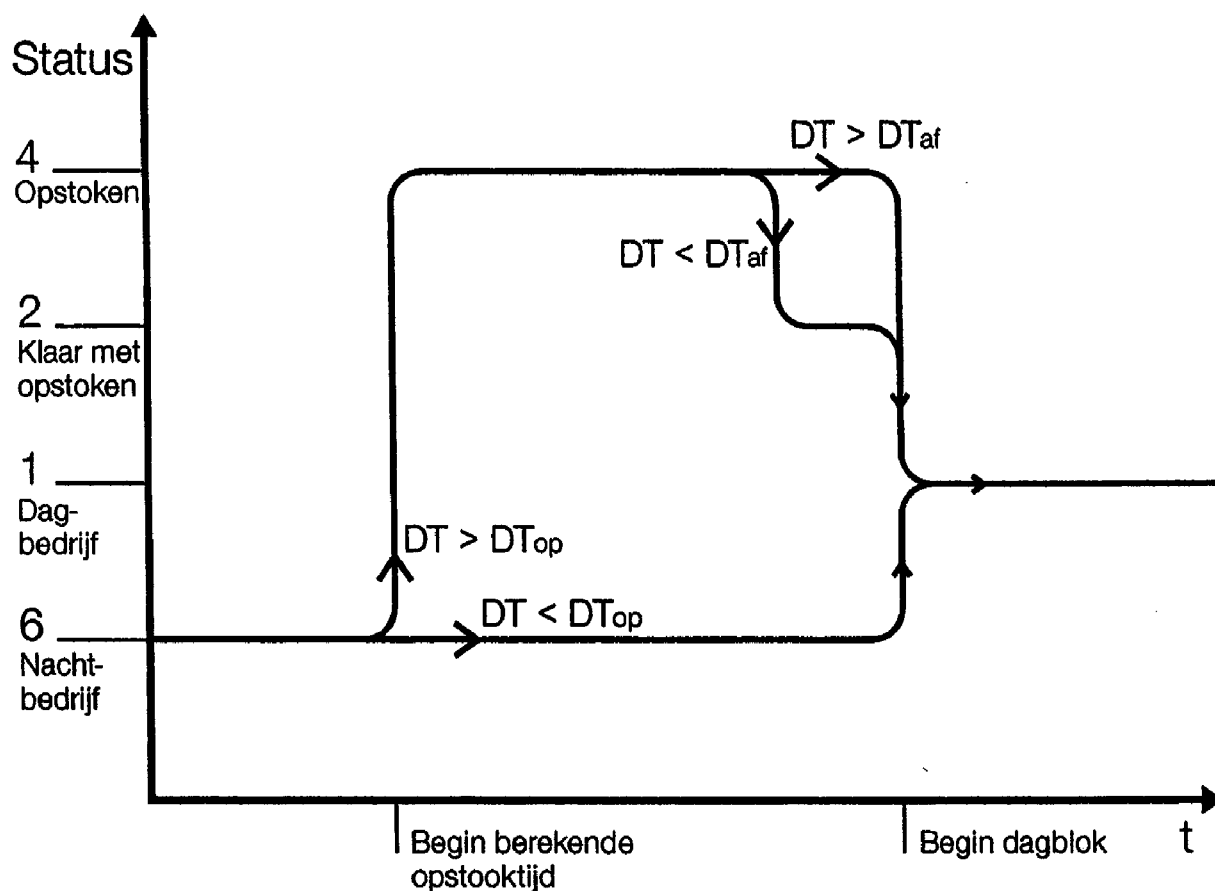 Status
4
Opstoken
2
Klaar met
opstoken
1
Dag-
bedrijf
6
Nacht-
bedrijf
DT > DTaf
DT < DTaf
DT > DTop
DT < DTop
Begin berekende
opstooktijd
Begin dagblok
t